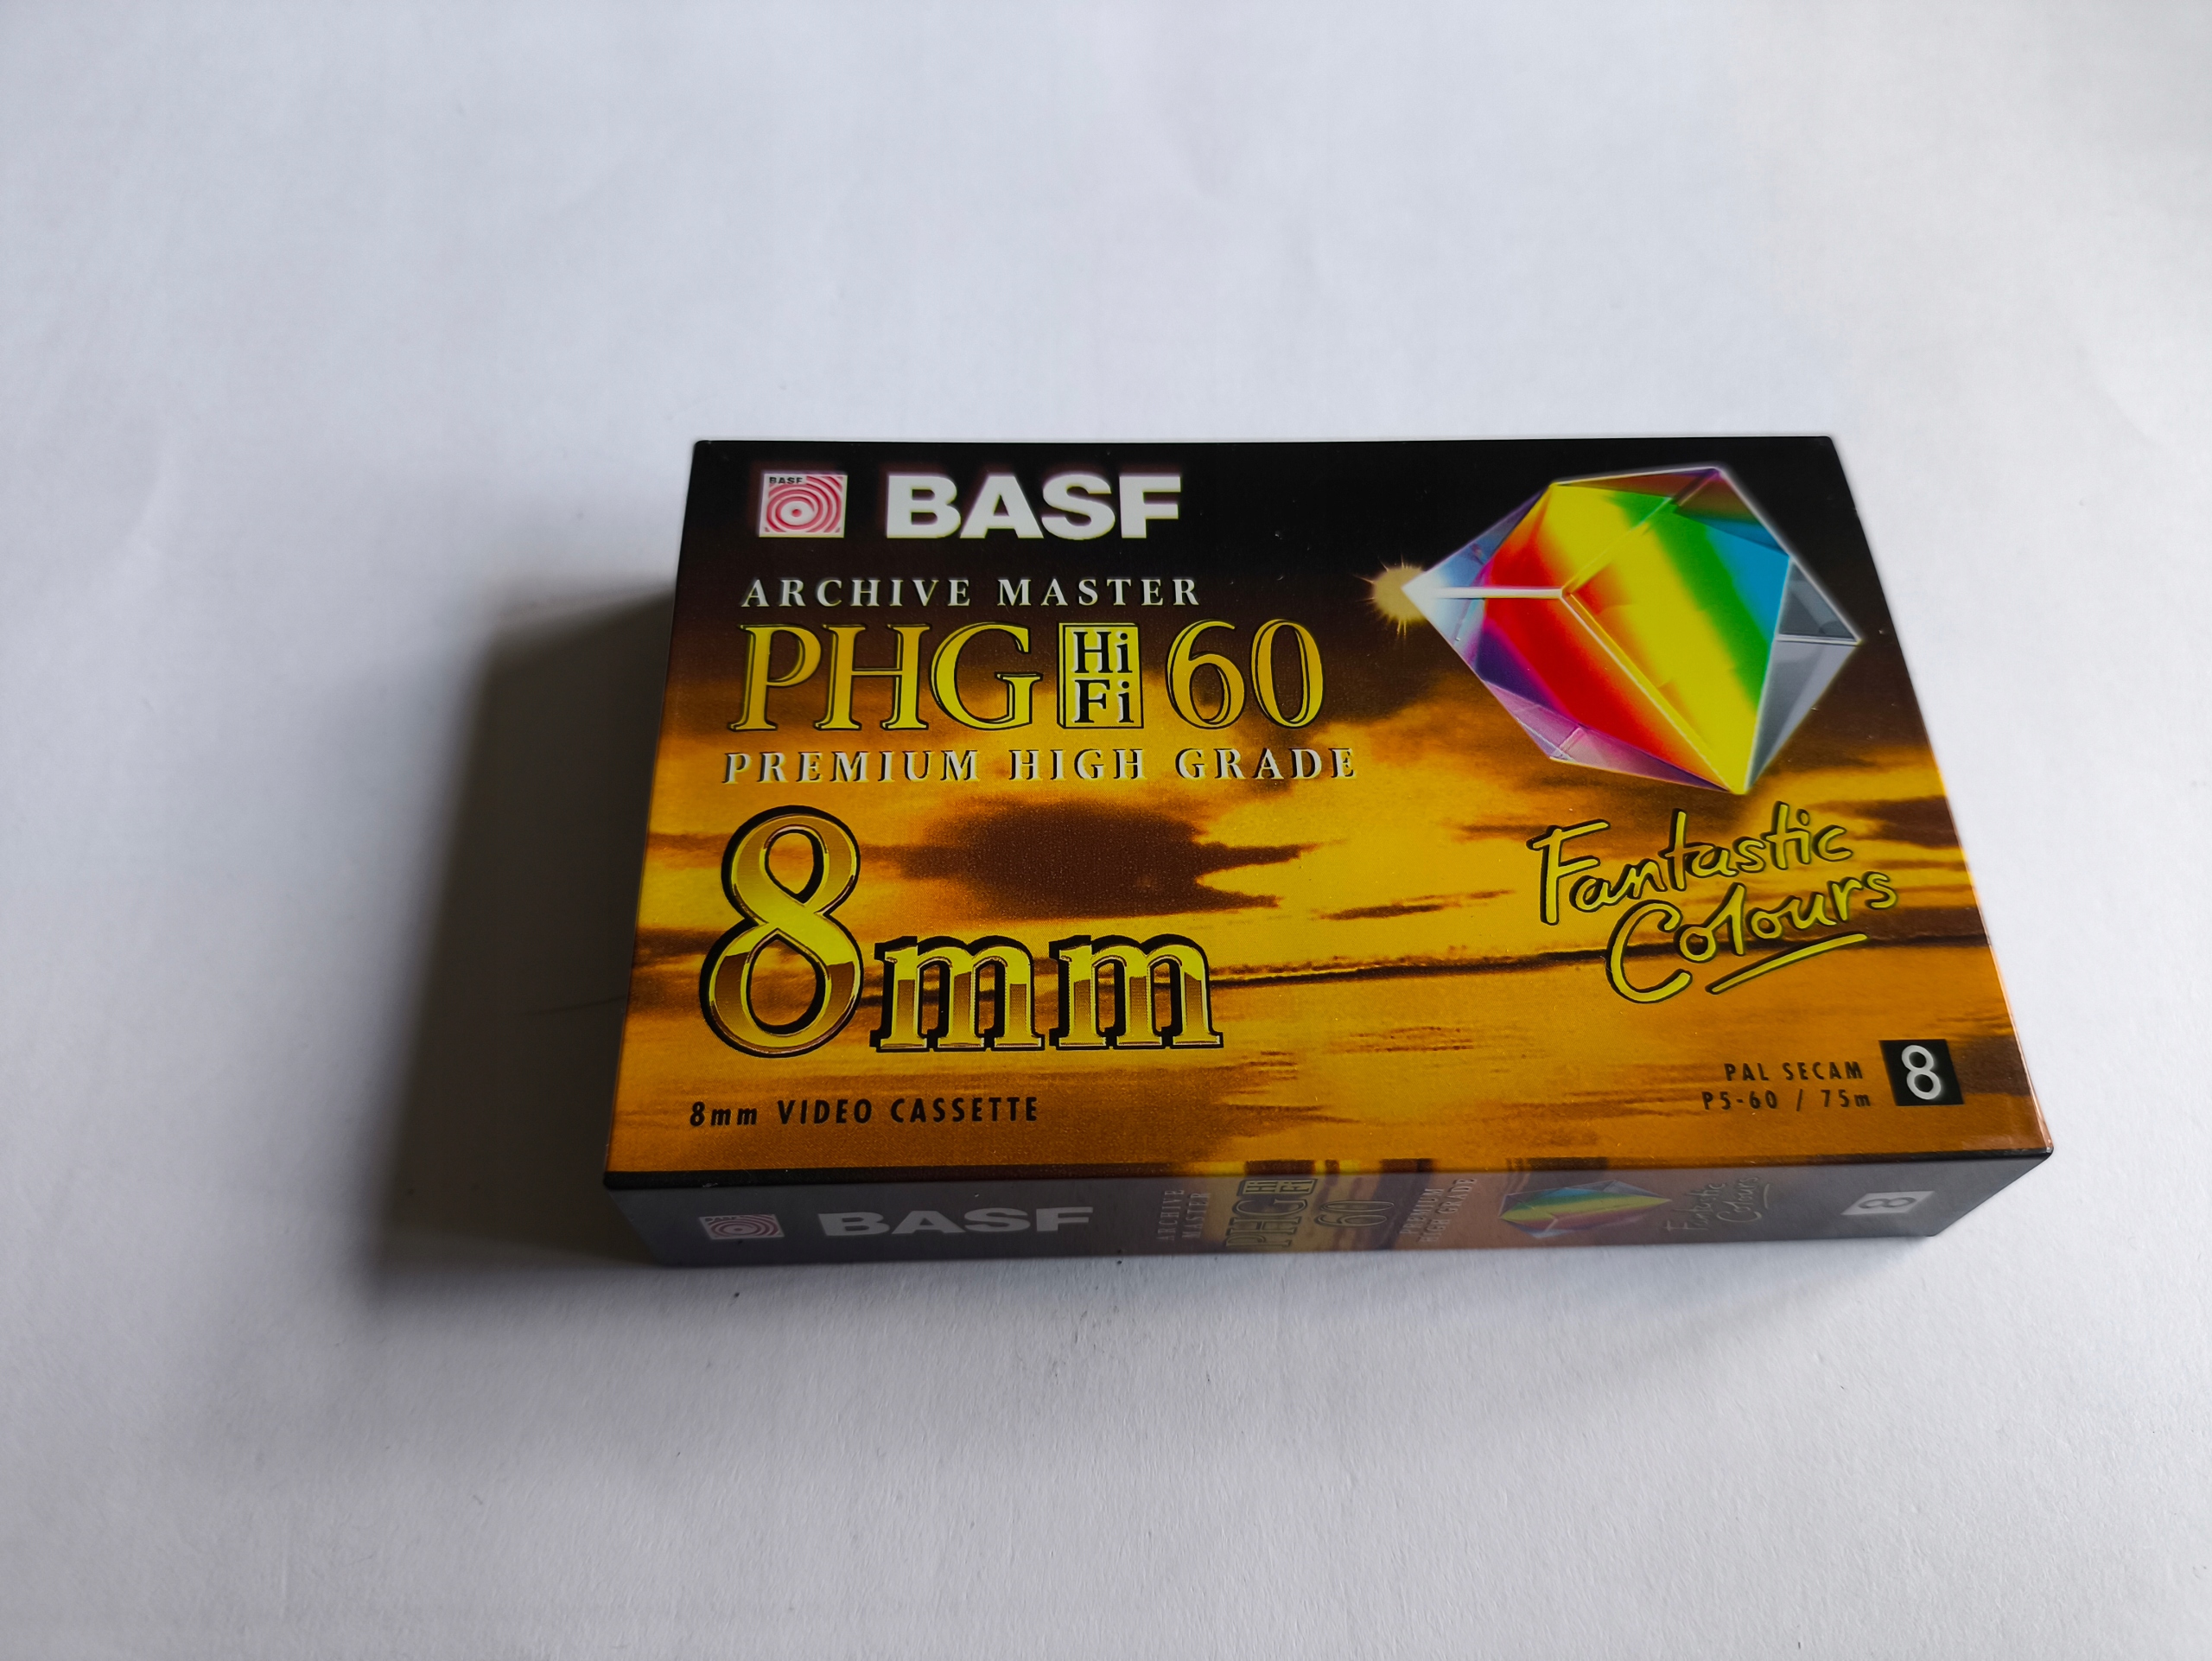 BASF
BASF
ARCHIVE MASTER
PHG Hi Fi 60
PREMIUM HIGH GRADE
8mm
Fantastic
Colours
8mm VIDEO CASSETTE
PAL SECAM
P5-60 / 75m
8
BASF
ARCHIVE
MASTER
PHG Hi Fi
60
PREMIUM
HIGH GRADE
Fantastic
Colours
8